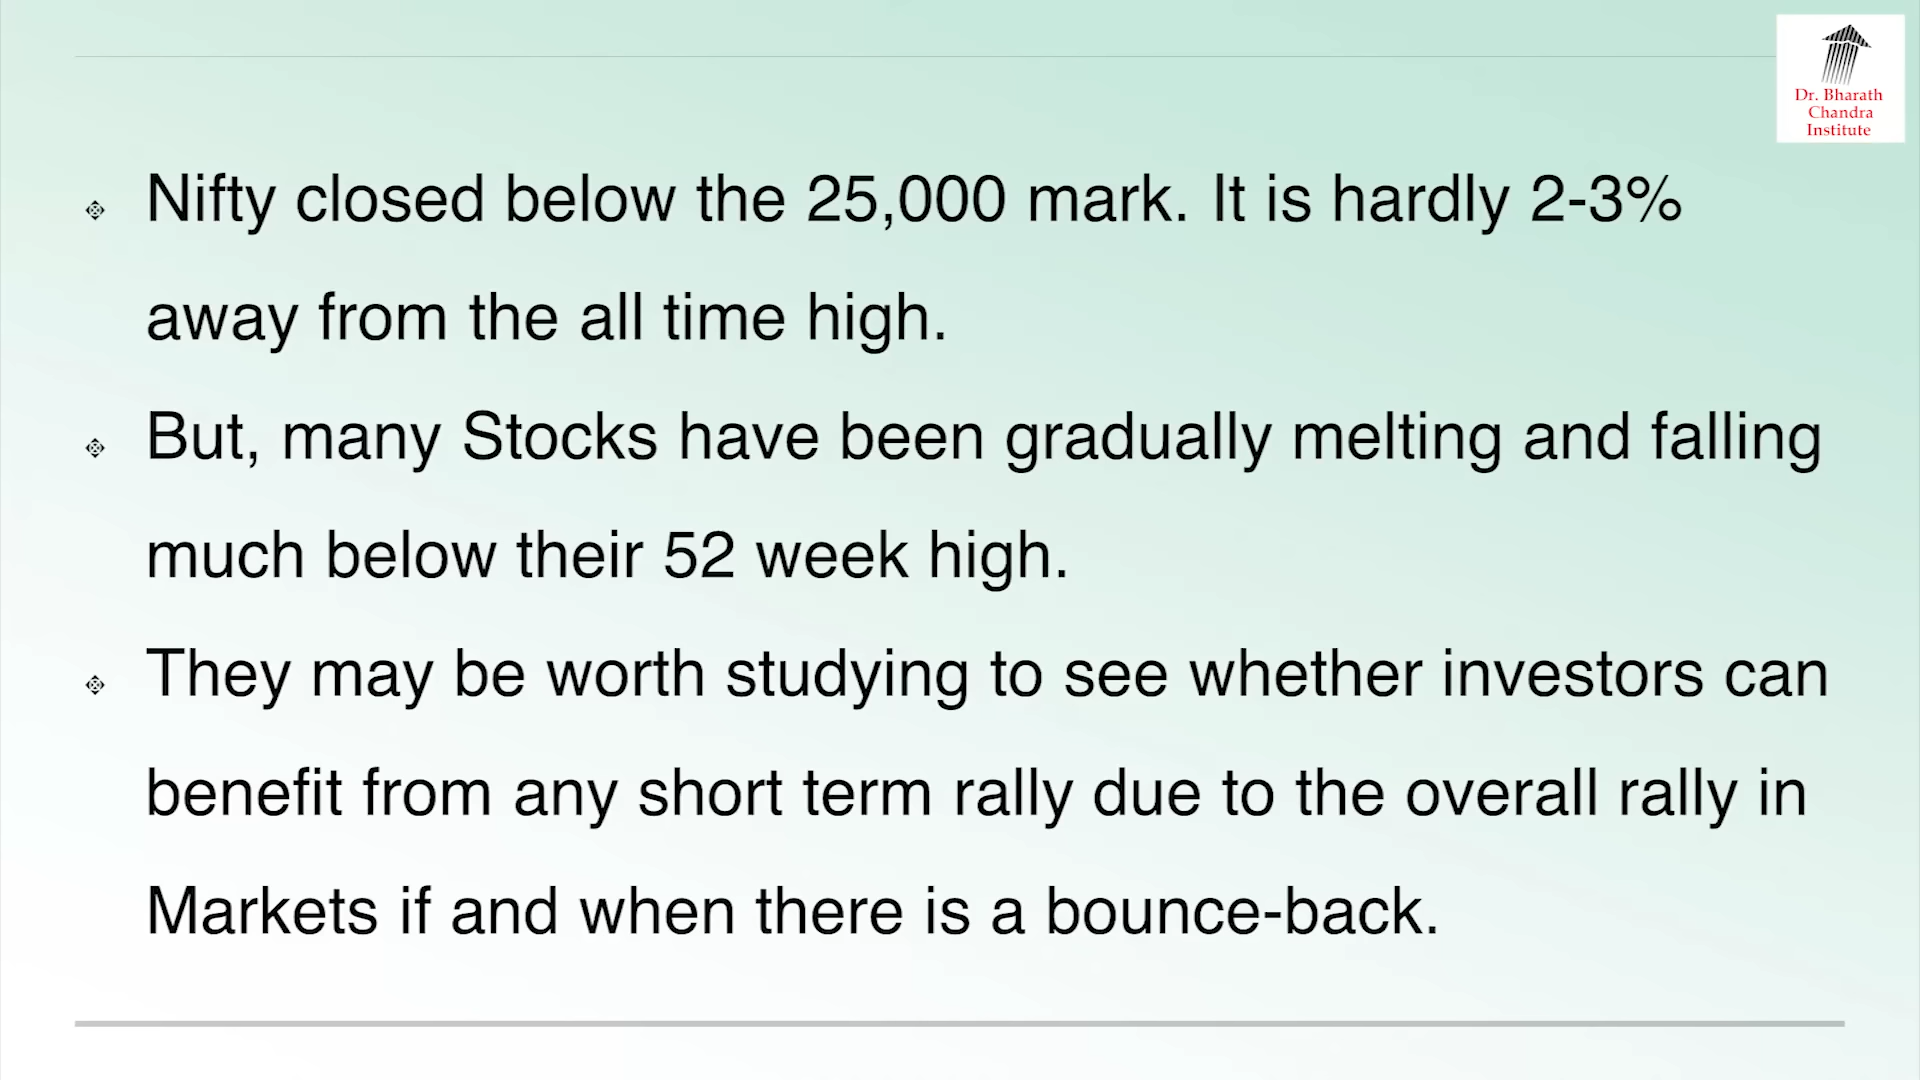 Dr. Bharath
Chandra
Institute
Nifty closed below the 25,000 mark. It is hardly 2-3%
away from the all time high.
But, many Stocks have been gradually melting and falling
much below their 52 week high.
They may be worth studying to see whether investors can
benefit from any short term rally due to the overall rally in
Markets if and when there is a bounce-back.